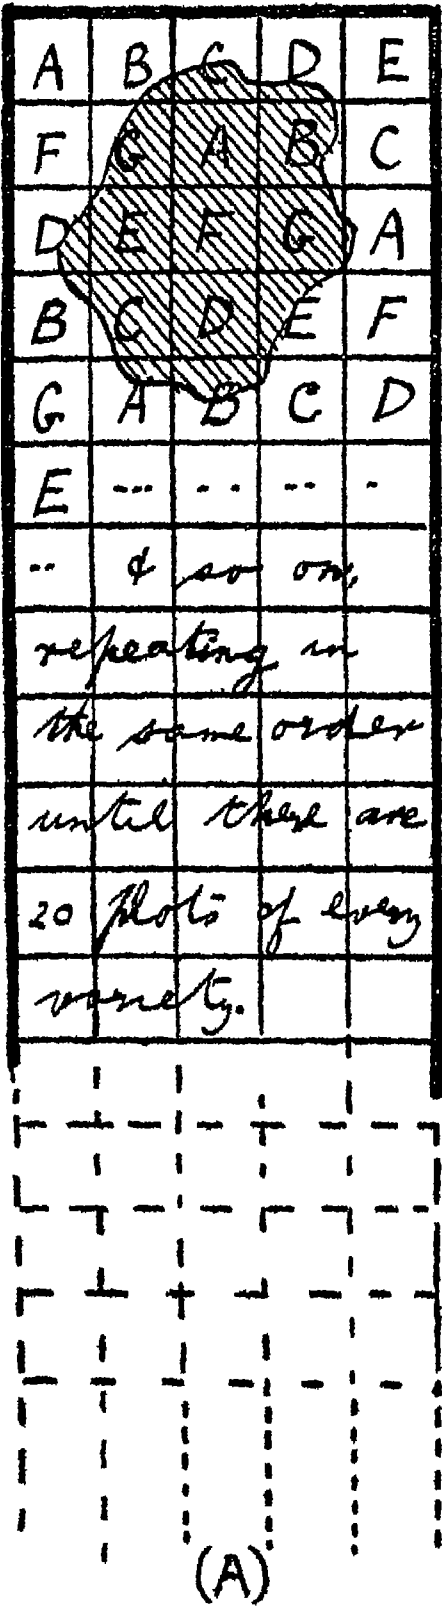 A B C D E
F G A B C
D E F G A
B C D E F
G A B C D
E --- -- -- -
-- & so on,
repeating in
the same order
until there are
20 plots of every
variety.
(A)